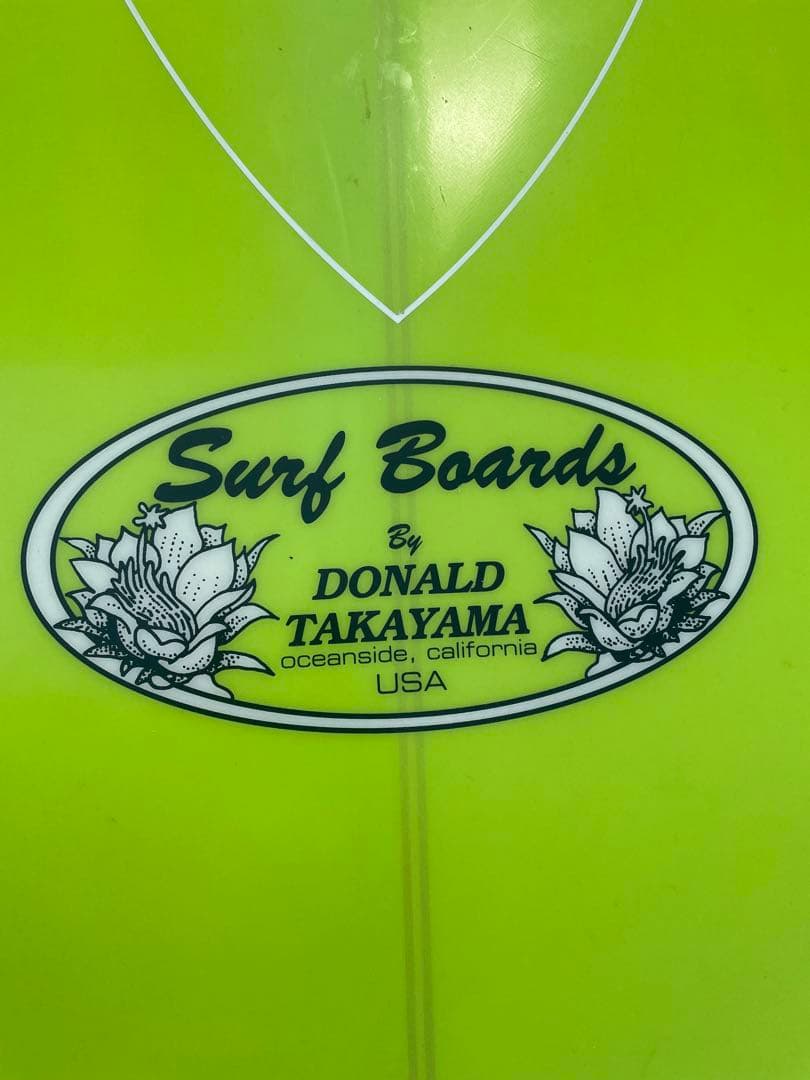 Surf Boards
By
DONALD
TAKAYAMA
oceanside, california
USA